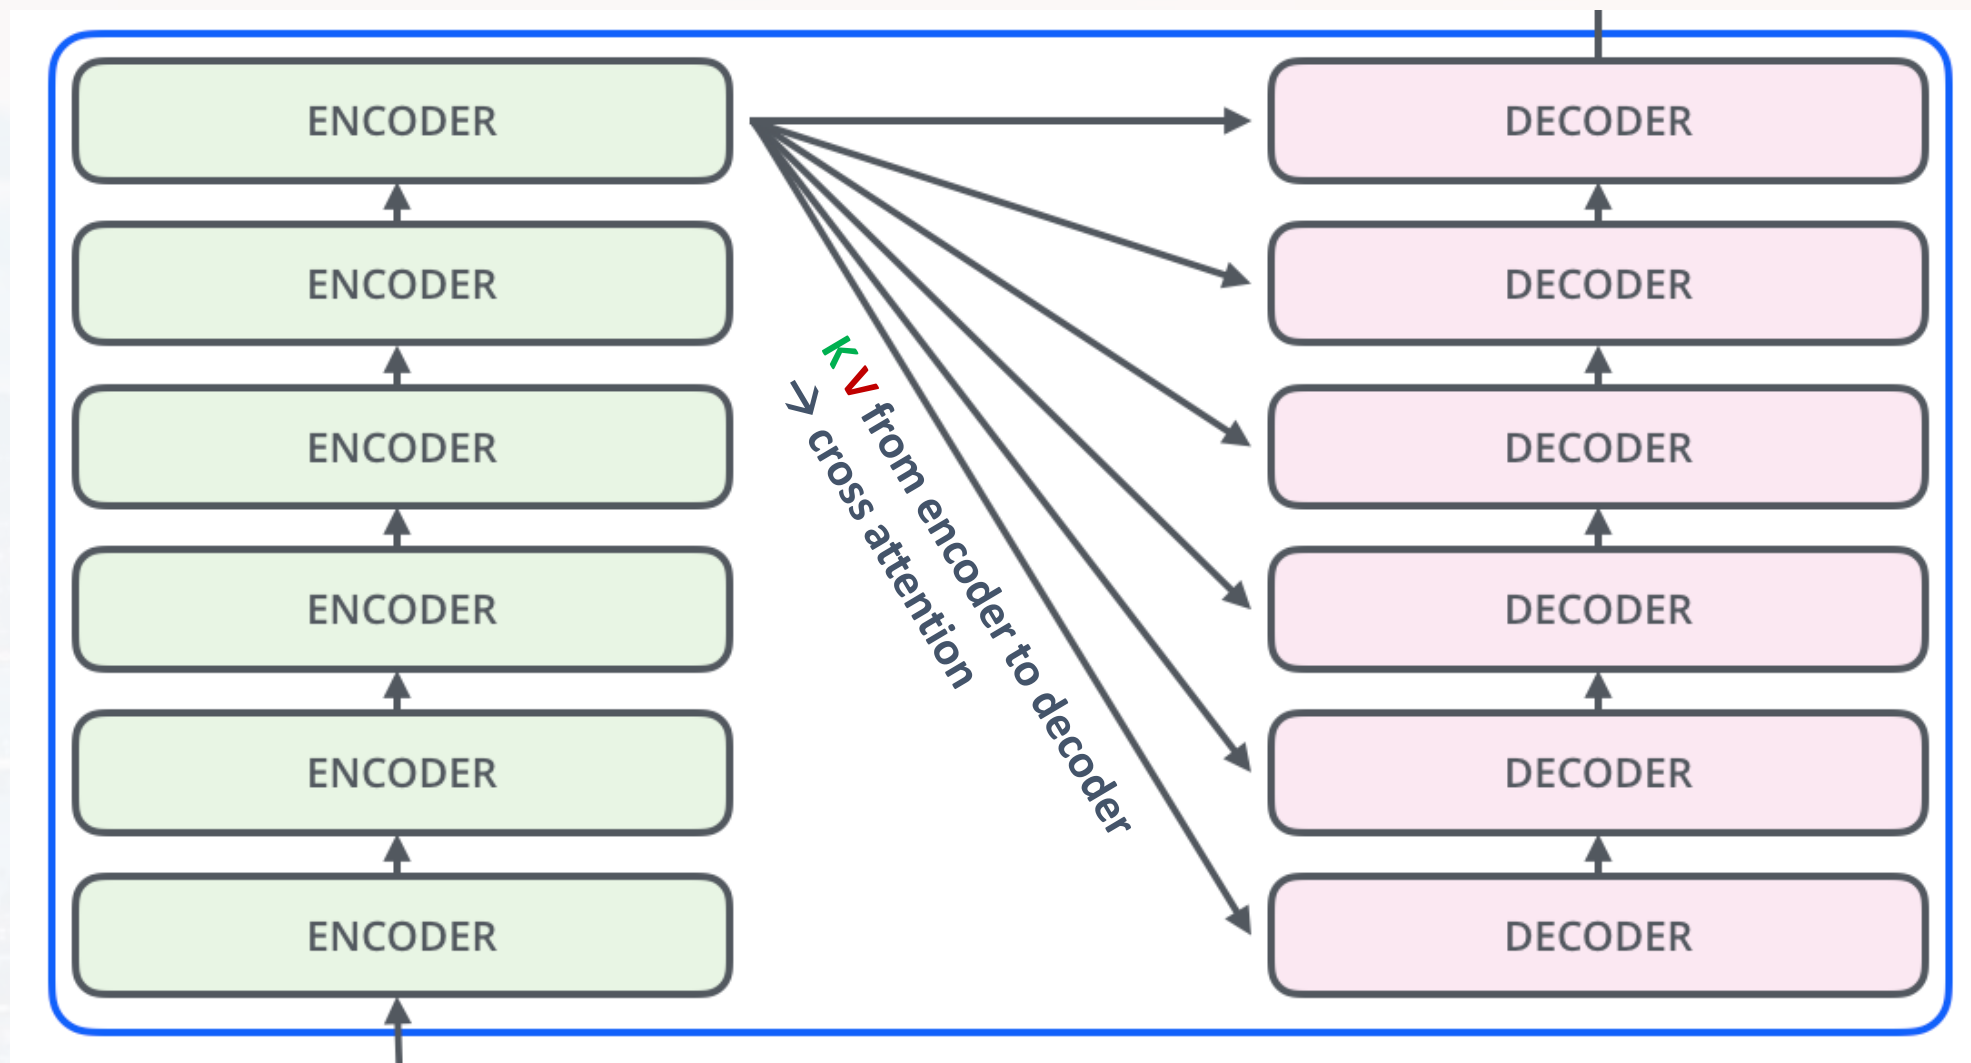 ENCODER
ENCODER
ENCODER
ENCODER
ENCODER
ENCODER
K V from encoder to decoder
→ cross attention
DECODER
DECODER
DECODER
DECODER
DECODER
DECODER